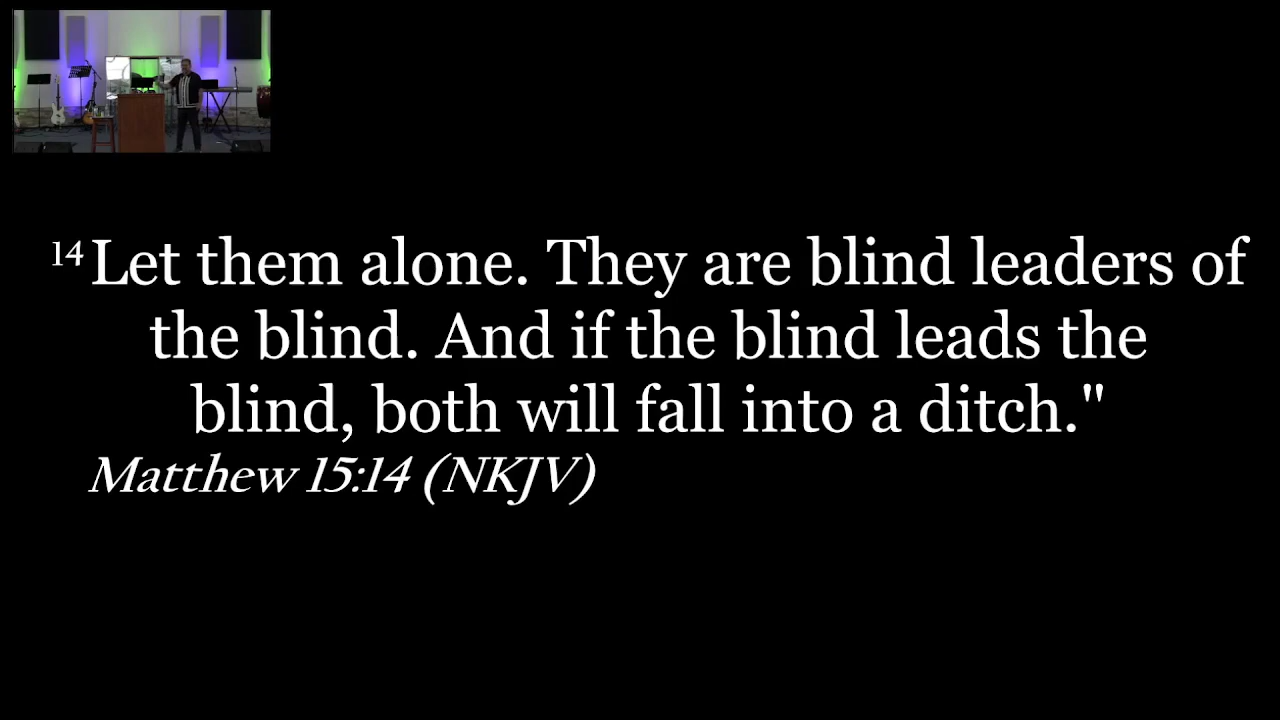 14 Let them alone. They are blind leaders of
the blind. And if the blind leads the
blind, both will fall into a ditch."
Matthew 15:14 (NKJV)